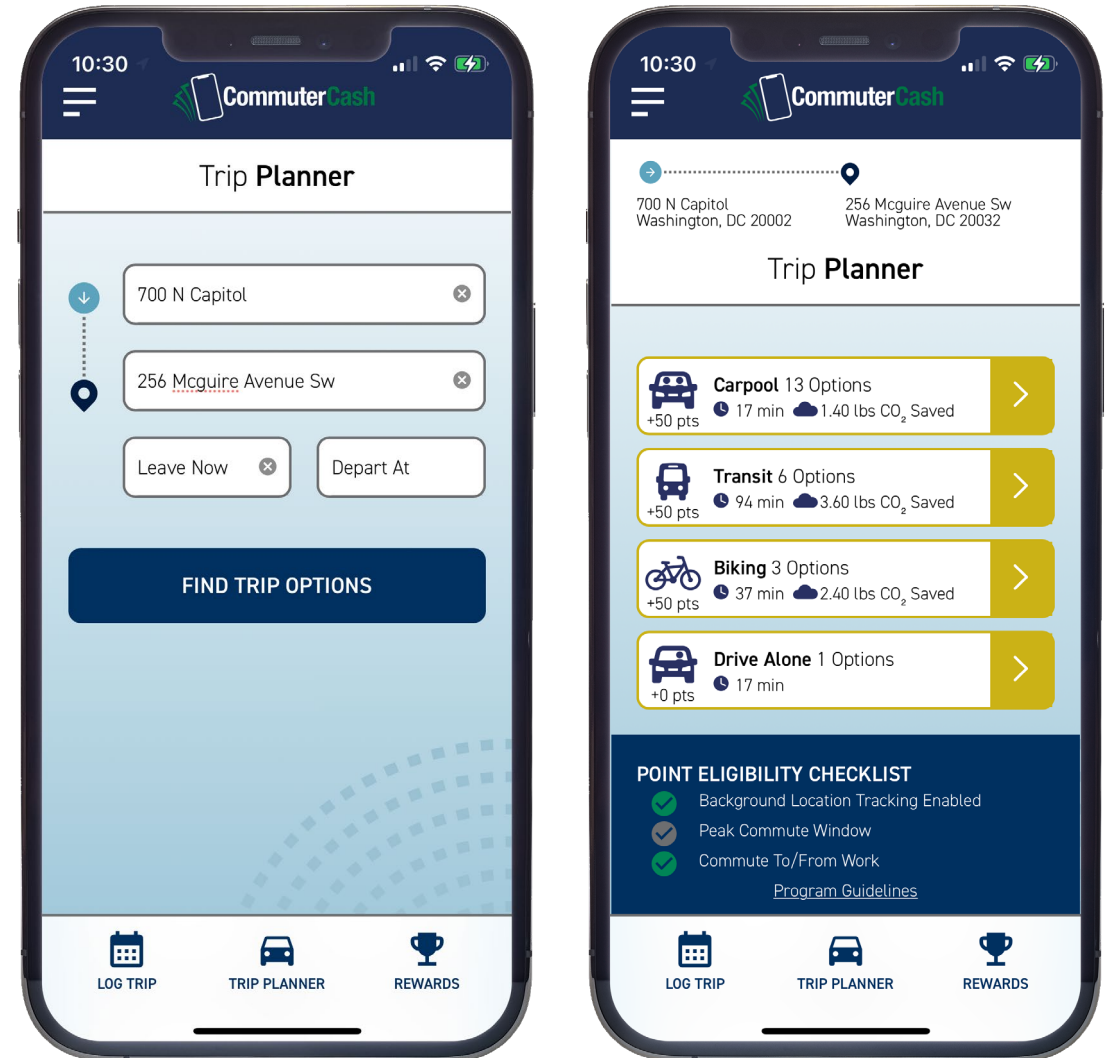 10:30
CommuterCash
Trip Planner
700 N Capitol
256 Mcguire Avenue Sw
Leave Now
Depart At
FIND TRIP OPTIONS
LOG TRIP
TRIP PLANNER
REWARDS
10:30
CommuterCash
700 N Capitol
Washington, DC 20002
256 Mcguire Avenue Sw
Washington, DC 20032
Trip Planner
Carpool 13 Options
+50 pts
17 min
1.40 lbs CO₂ Saved
Transit 6 Options
+50 pts
94 min
3.60 lbs CO₂ Saved
Biking 3 Options
+50 pts
37 min
2.40 lbs CO₂ Saved
Drive Alone 1 Options
+0 pts
17 min
POINT ELIGIBILITY CHECKLIST
Background Location Tracking Enabled
Peak Commute Window
Commute To/From Work
Program Guidelines
LOG TRIP
TRIP PLANNER
REWARDS